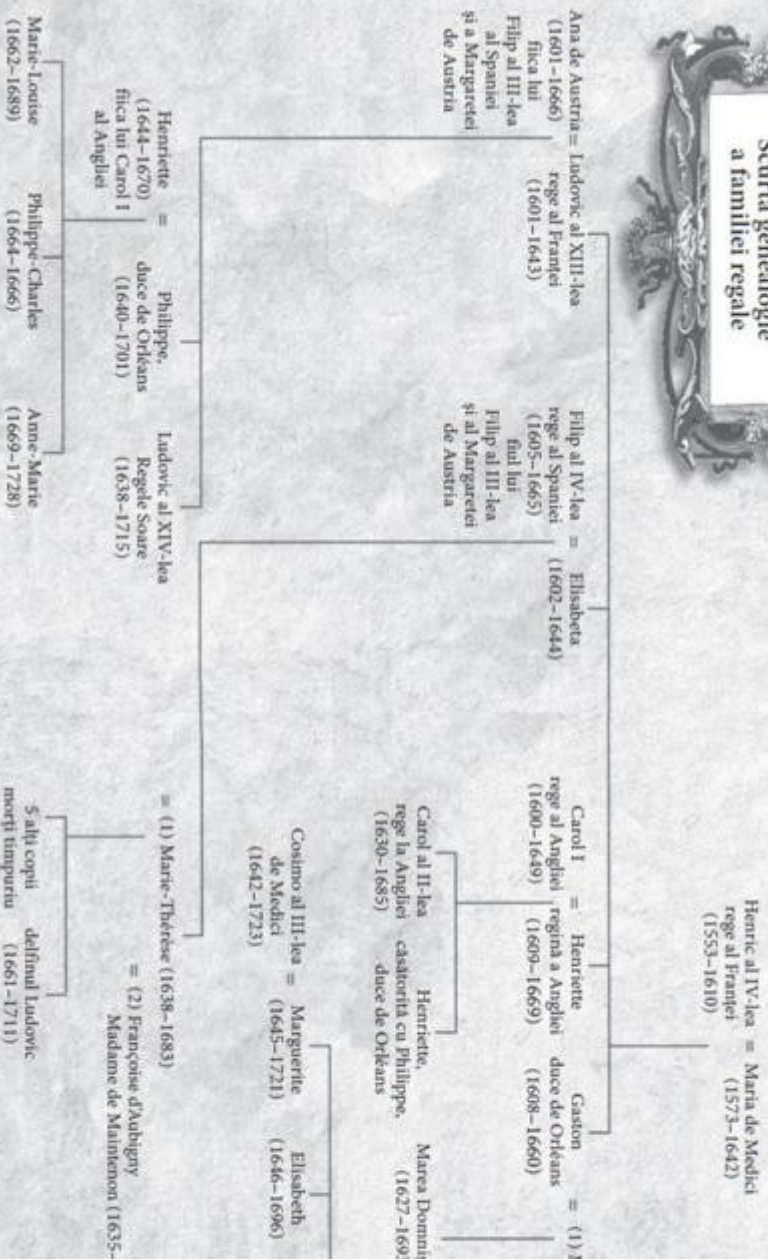 Scurtă genealogie
a familiei regale
Henric al IV-lea = Maria de Medici
rege al Franței (1573–1642)
(1553–1610)
Ana de Austria= Ludovic al XIII-lea
(1601–1666) rege al Franței
fiica lui (1601–1643)
Filip al III-lea
al Spaniei
și a Margaretei
de Austria
Filip al IV-lea = Elisabeta
rege al Spaniei (1602–1644)
(1605–1665)
fiul lui
Filip al III-lea
și al Margaretei
de Austria
Carol I = Henriette
rege al Angliei regină a Angliei
(1600–1649) (1609–1669)
Gaston = (1)
duce de Orléans
(1608–1660)
Carol al II-lea Henriette,
rege la Angliei căsătorită cu Philippe,
(1630–1685) duce de Orléans
Marea
(1627–169
Cosimo al III-lea = Marguerite Elisabeth
de Medici (1645–1721) (1646–1696)
(1642–1723)
Henriette = Philippe,
(1644–1670) duce de Orléans
fiica lui Carol I (1640–1701)
al Angliei
Ludovic al XIV-lea = (1) Marie-Thérèse (1638–1683)
Regele Soare
(1638–1715)
= (2) Françoise d'Aubigny
Madame de Maintenon (1635–
Marie-Louise Philippe-Charles Anne-Marie
(1662–1689) (1664–1666) (1669–1728)
5 alți copii delfinul Ludovic
morți timpuriu (1661–1711)